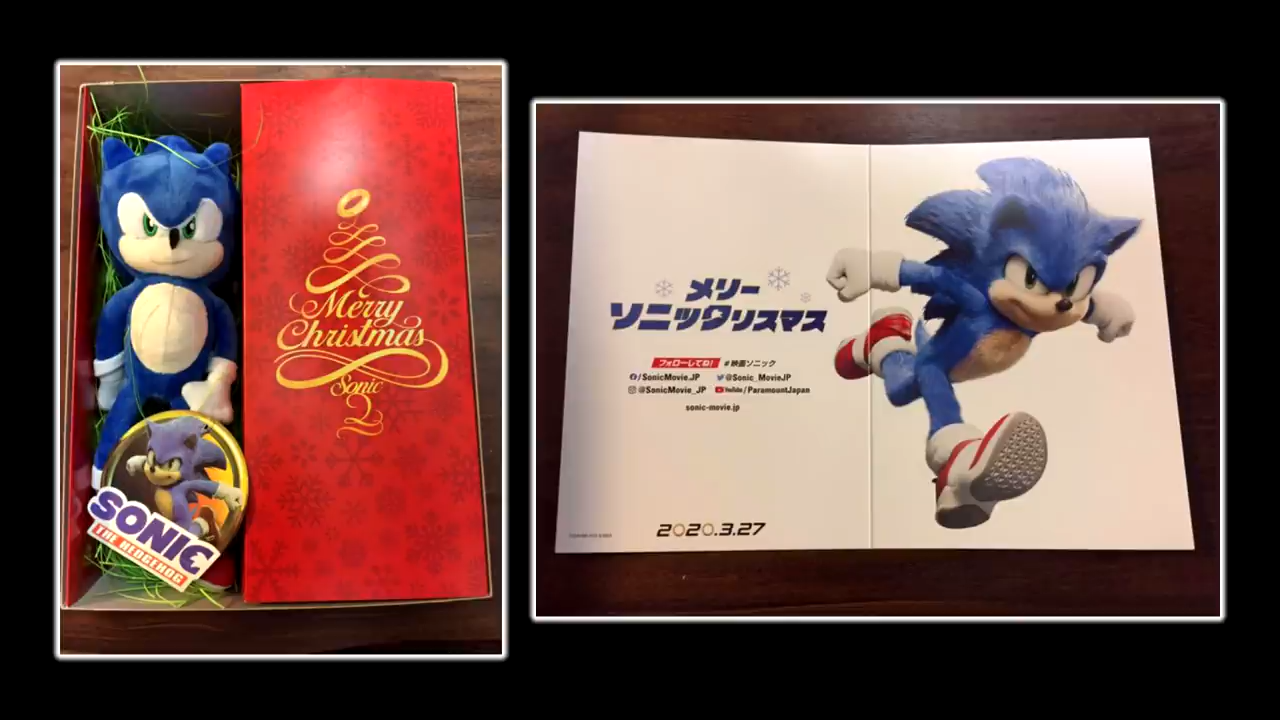 Merry
Christmas
Sonic
2
SONIC
THE HEDGEHOG
メリー
ソニックリスマス
フォローしてね! #映画ソニック
/SonicMovie.JP @Sonic_MovieJP
@SonicMovie_JP YouTube/ParamountJapan
sonic-movie.jp
2020.3.27